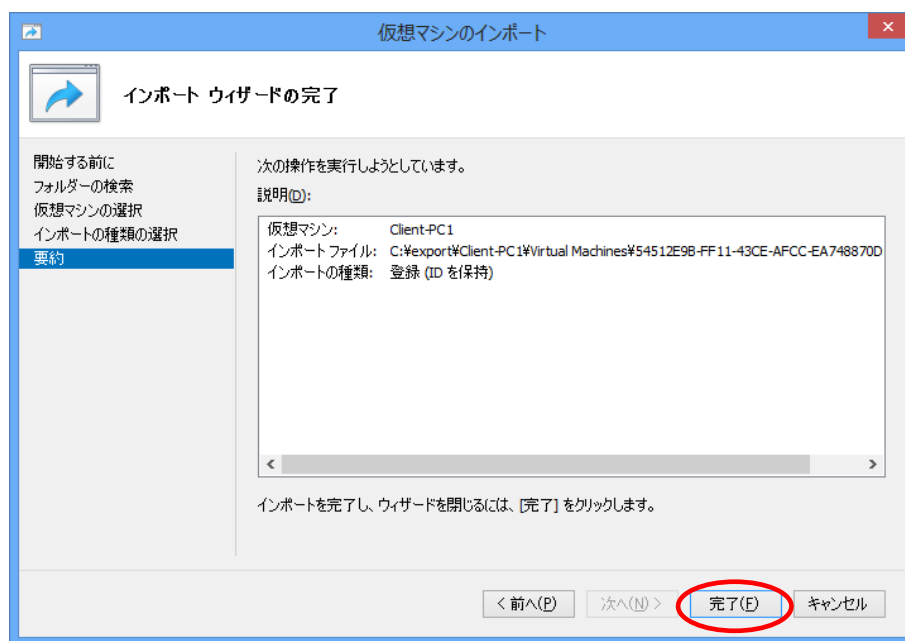 仮想マシンのインポート
インポート ウィザードの完了
開始する前に
フォルダーの検索
仮想マシンの選択
インポートの種類の選択
要約
次の操作を実行しようとしています。
説明(D):
仮想マシン: Client-PC1
インポート ファイル: C:¥export¥Client-PC1¥Virtual Machines¥54512E9B-FF11-43CE-AFCC-EA748870D
インポートの種類: 登録 (ID を保持)
インポートを完了し、ウィザードを閉じるには、[完了] をクリックします。
< 前へ(P) 次へ(N) > 完了(F) キャンセル